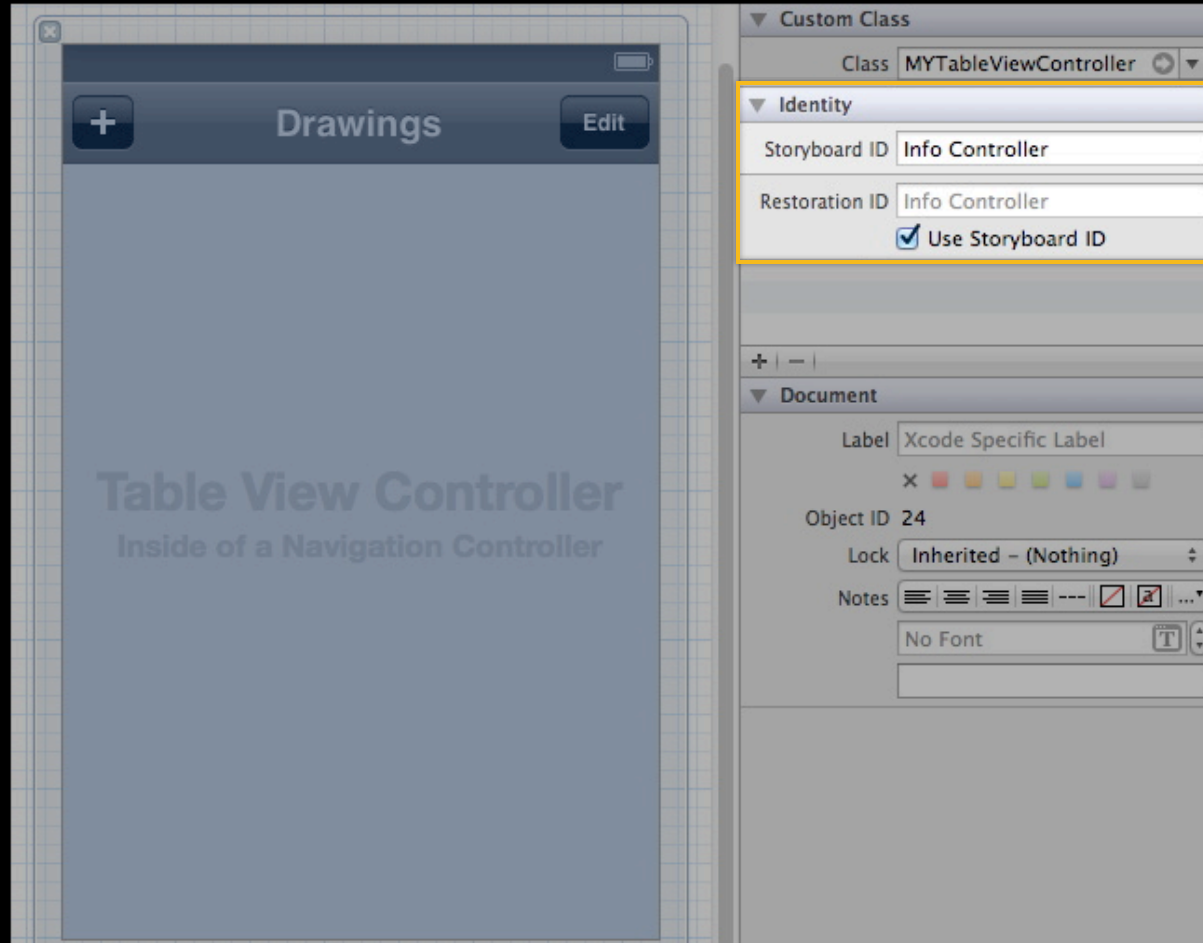 + Drawings Edit
Table View Controller
Inside of a Navigation Controller
Custom Class
Class MYTableViewController
Identity
Storyboard ID Info Controller
Restoration ID Info Controller
Use Storyboard ID
+ −
Document
Label Xcode Specific Label
Object ID 24
Lock Inherited – (Nothing)
Notes --- a ...
No Font T